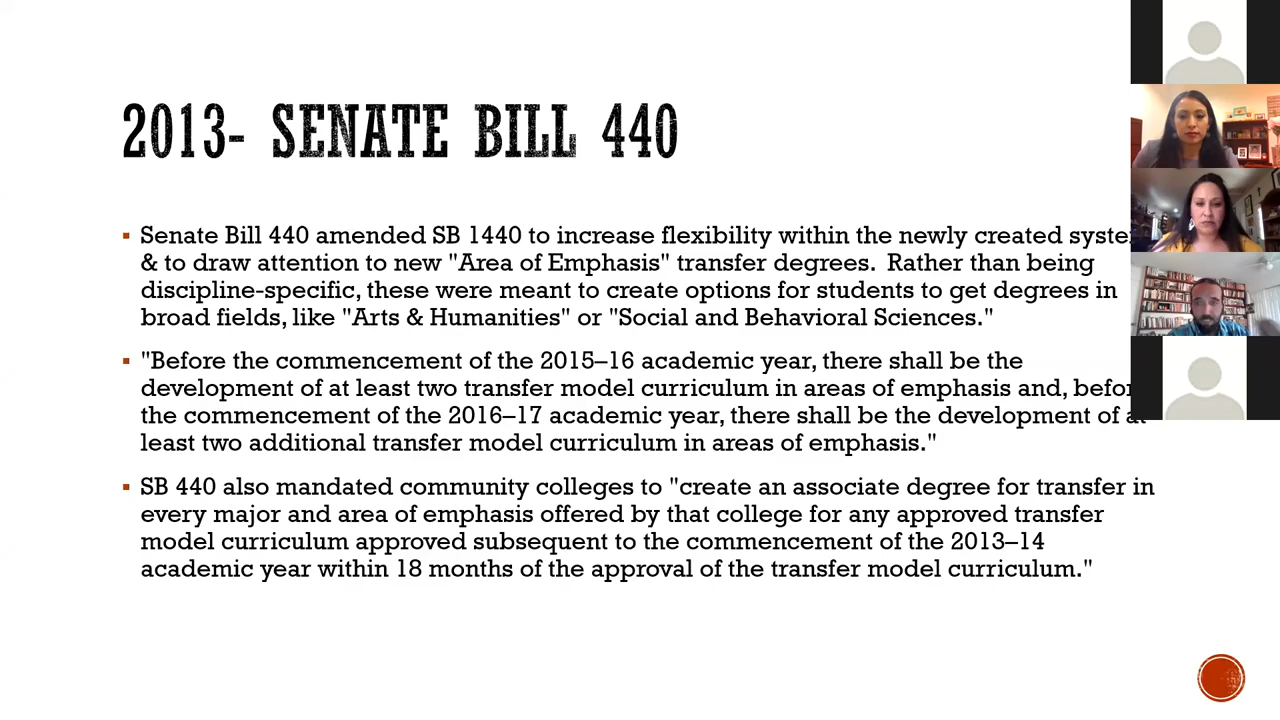 2013- SENATE BILL 440
Senate Bill 440 amended SB 1440 to increase flexibility within the newly created
& to draw attention to new "Area of Emphasis" transfer degrees. Rather than being
discipline-specific, these were meant to create options for students to get degrees in
broad fields, like "Arts & Humanities" or "Social and Behavioral Sciences."
"Before the commencement of the 2015–16 academic year, there shall be the
development of at least two transfer model curriculum in areas of emphasis and,
the commencement of the 2016–17 academic year, there shall be the development of
least two additional transfer model curriculum in areas of emphasis."
SB 440 also mandated community colleges to "create an associate degree for transfer in
every major and area of emphasis offered by that college for any approved transfer
model curriculum approved subsequent to the commencement of the 2013–14
academic year within 18 months of the approval of the transfer model curriculum."